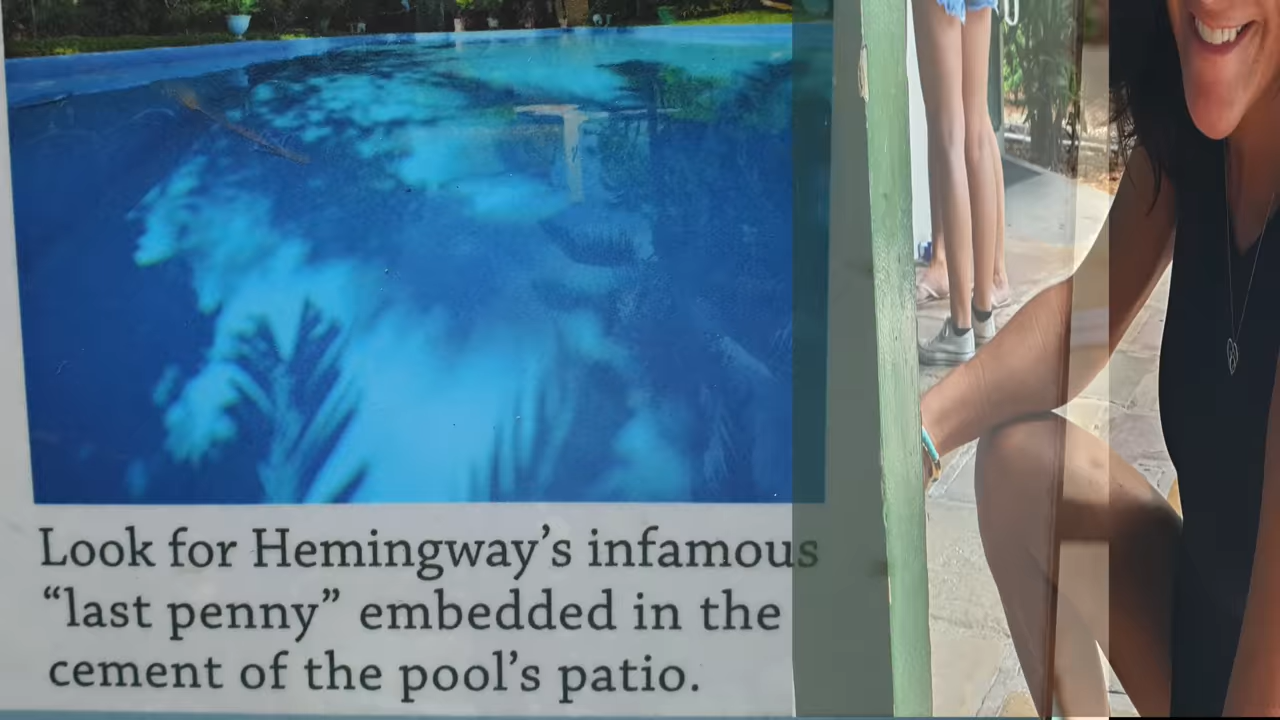 Look for Hemingway’s infamous
“last penny” embedded in the
cement of the pool’s patio.